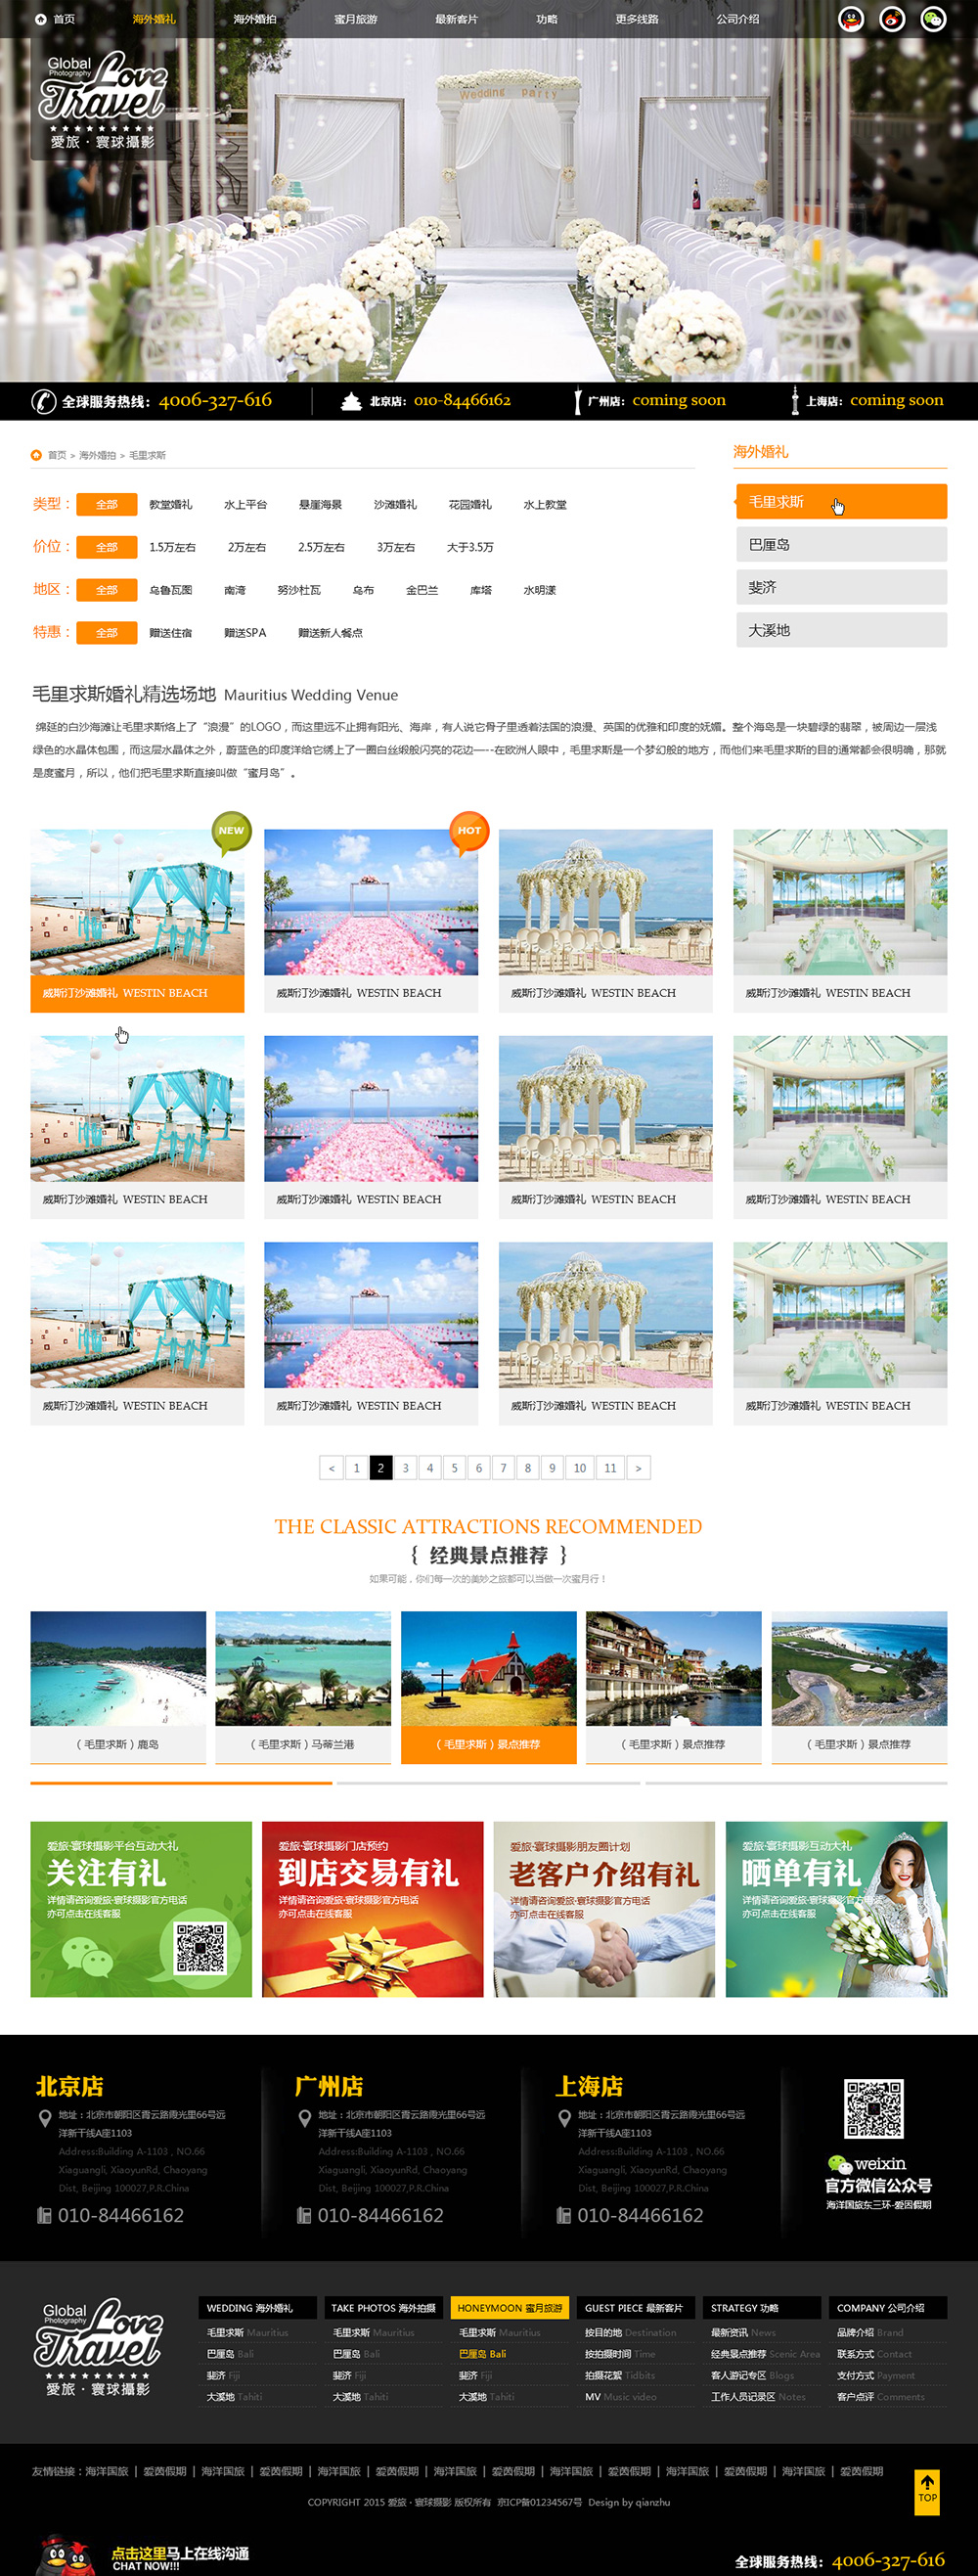 首页 海外婚礼 海外婚拍 蜜月旅游 最新客片 功略 更多线路 公司介绍
Global
Photography
Love
Travel
愛旅·寰球攝影
Wedding Party
全球服务热线：4006-327-616 北京店：010-84466162 广州店：coming soon 上海店：coming soon
首页 > 海外婚拍 > 毛里求斯
海外婚礼
毛里求斯
巴厘岛
斐济
大溪地
类型： 全部 教堂婚礼 水上平台 悬崖海景 沙滩婚礼 花园婚礼 水上教堂
价位： 全部 1.5万左右 2万左右 2.5万左右 3万左右 大于3.5万
地区： 全部 乌鲁瓦图 南湾 努沙杜瓦 乌布 金巴兰 库塔 水明漾
特惠： 全部 赠送住宿 赠送SPA 赠送新人餐点
毛里求斯婚礼精选场地 Mauritius Wedding Venue
绵延的白沙海滩让毛里求斯烙上了“浪漫”的LOGO，而这里远不止拥有阳光、海岸，有人说它骨子里透着法国的浪漫、英国的优雅和印度的妩媚。整个海岛是一块碧绿的翡翠，被周边一层浅
绿色的水晶体包围，而这层水晶体之外，蔚蓝色的印度洋给它绣上了一圈白丝缎般闪亮的花边——--在欧洲人眼中，毛里求斯是一个梦幻般的地方，而他们来毛里求斯的目的通常都会很明确，那就
是度蜜月，所以，他们把毛里求斯直接叫做“蜜月岛”。
NEW HOT
威斯汀沙滩婚礼 WESTIN BEACH 威斯汀沙滩婚礼 WESTIN BEACH 威斯汀沙滩婚礼 WESTIN BEACH 威斯汀沙滩婚礼 WESTIN BEACH
威斯汀沙滩婚礼 WESTIN BEACH 威斯汀沙滩婚礼 WESTIN BEACH 威斯汀沙滩婚礼 WESTIN BEACH 威斯汀沙滩婚礼 WESTIN BEACH
威斯汀沙滩婚礼 WESTIN BEACH 威斯汀沙滩婚礼 WESTIN BEACH 威斯汀沙滩婚礼 WESTIN BEACH 威斯汀沙滩婚礼 WESTIN BEACH
< 1 2 3 4 5 6 7 8 9 10 11 >
THE CLASSIC ATTRACTIONS RECOMMENDED
{ 经典景点推荐 }
如果可能，你们每一次的美妙之旅都可以当做一次蜜月行！
（毛里求斯）鹿岛 （毛里求斯）马蒂兰港 （毛里求斯）景点推荐 （毛里求斯）景点推荐 （毛里求斯）景点推荐
爱旅·寰球摄影平台互动大礼
关注有礼
详情请咨询爱旅·寰球摄影官方电话
亦可点击在线客服
爱旅·寰球摄影门店预约
到店交易有礼
详情请咨询爱旅·寰球摄影官方电话
亦可点击在线客服
爱旅·寰球摄影朋友圈计划
老客户介绍有礼
详情请咨询爱旅·寰球摄影官方电话
亦可点击在线客服
爱旅·寰球摄影互动大礼
晒单有礼
详情请咨询爱旅·寰球摄影官方电话
亦可点击在线客服
北京店
地址：北京市朝阳区霄云路霞光里66号远
洋新干线A座1103
Address:Building A-1103 , NO.66
Xiaguangli, XiaoyunRd, Chaoyang
Dist, Beijing 100027,P.R.China
010-84466162
广州店
地址：北京市朝阳区霄云路霞光里66号远
洋新干线A座1103
Address:Building A-1103 , NO.66
Xiaguangli, XiaoyunRd, Chaoyang
Dist, Beijing 100027,P.R.China
010-84466162
上海店
地址：北京市朝阳区霄云路霞光里66号远
洋新干线A座1103
Address:Building A-1103 , NO.66
Xiaguangli, XiaoyunRd, Chaoyang
Dist, Beijing 100027,P.R.China
010-84466162
weixin
官方微信公众号
海洋国旅东三环-爱茵假期
Global
Photography
Love
Travel
愛旅·寰球攝影
WEDDING 海外婚礼 TAKE PHOTOS 海外拍摄 HONEYMOON 蜜月旅游 GUEST PIECE 最新客片 STRATEGY 功略 COMPANY 公司介绍
毛里求斯 Mauritius 毛里求斯 Mauritius 毛里求斯 Mauritius 按目的地 Destination 最新资讯 News 品牌介绍 Brand
巴厘岛 Bali 巴厘岛 Bali 巴厘岛 Bali 按拍摄时间 Time 经典景点推荐 Scenic Area 联系方式 Contact
斐济 Fiji 斐济 Fiji 斐济 Fiji 拍摄花絮 Tidbits 客人游记专区 Blogs 支付方式 Payment
大溪地 Tahiti 大溪地 Tahiti 大溪地 Tahiti MV Music video 工作人员记录区 Notes 客户点评 Comments
友情链接：海洋国旅 | 爱茵假期 | 海洋国旅 | 爱茵假期 | 海洋国旅 | 爱茵假期 | 海洋国旅 | 爱茵假期 | 海洋国旅 | 爱茵假期 | 海洋国旅 | 爱茵假期 | 海洋国旅 | 爱茵假期
TOP
COPYRIGHT 2015 爱旅·寰球摄影 版权所有 京ICP备01234567号 Design by qianzhu
点击这里马上在线沟通
CHAT NOW!!!
全球服务热线：4006-327-616